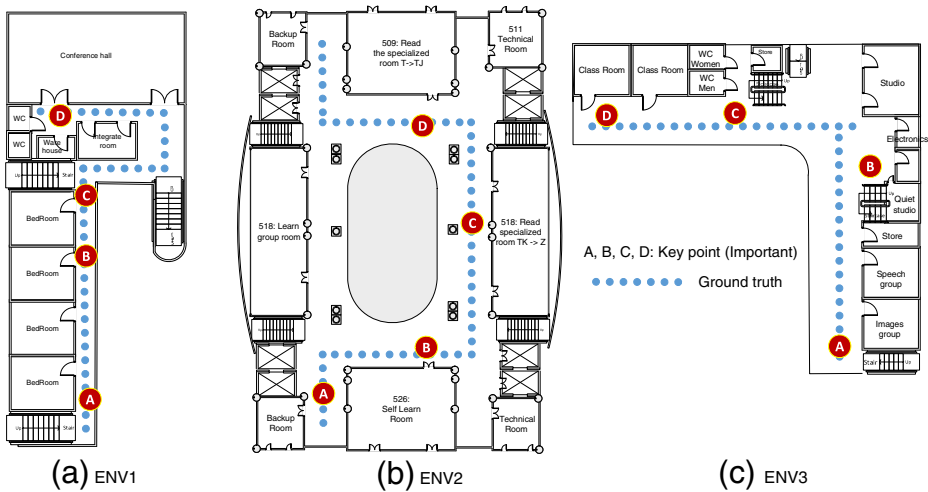 Conference hall
D
WC
WC
Ware
house
Integrate
room
Up
Stair
C
BedRoom
B
BedRoom
BedRoom
BedRoom
A
Up
Stair
(a) ENV1
Backup
Room
509: Read
the specialized
room T->TJ
511
Technical
Room
D
518: Learn
group room
C
518: Read
specialized
room TK -> Z
B
A
Backup
Room
526:
Self Learn
Room
Technical
Room
(b) ENV2
Class Room
Class Room
WC
Women
WC
Men
Store
Up
Up
Studio
D
C
Electronics
B
Quiet
studio
Store
Speech
group
Images
group
A
Stair
Up
A, B, C, D: Key point (Important)
Ground truth
(c) ENV3